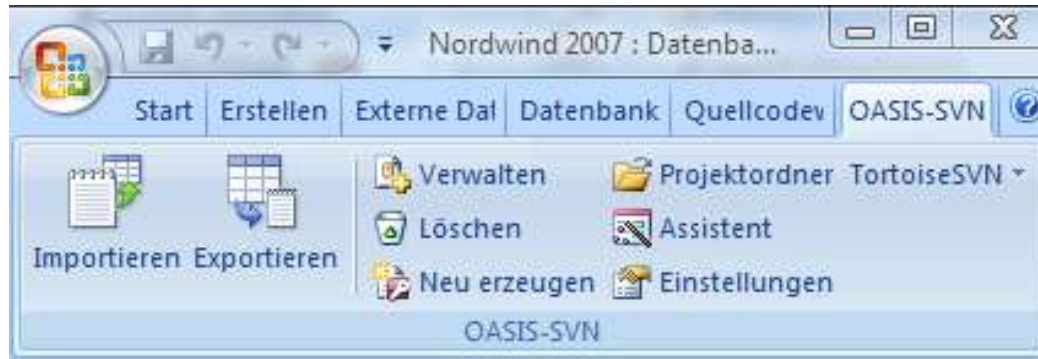 Nordwind 2007 : Datenba...
Start Erstellen Externe Dat Datenbank Quellcodev OASIS-SVN
Importieren Exportieren
Verwalten Projektordner TortoiseSVN
Löschen Assistent
Neu erzeugen Einstellungen
OASIS-SVN